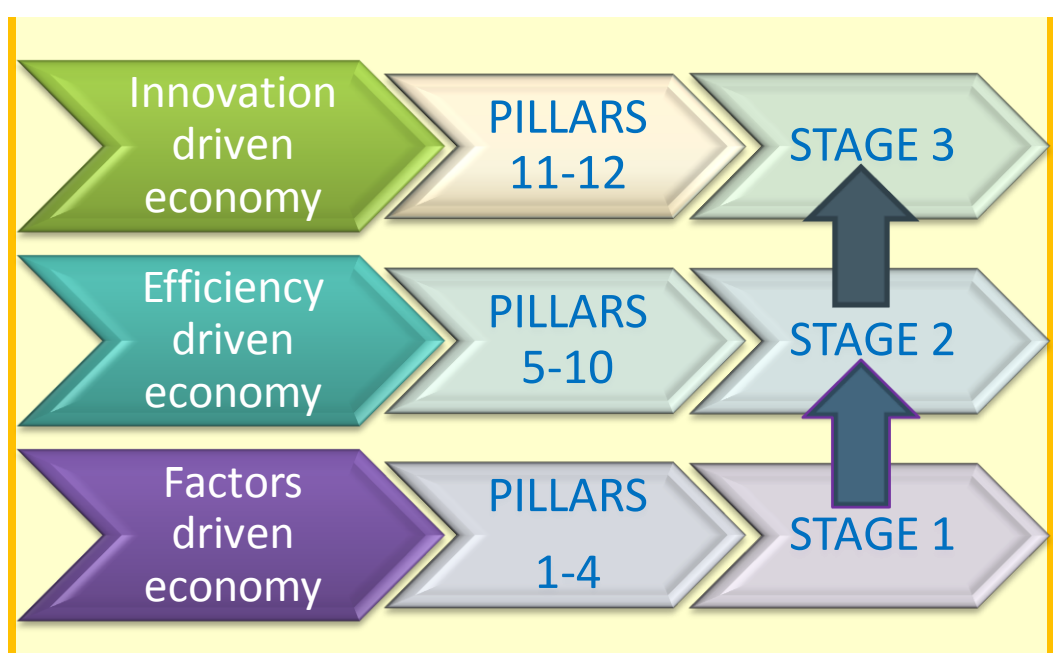 Innovation
driven
economy
PILLARS
11-12
STAGE 3
Efficiency
driven
economy
PILLARS
5-10
STAGE 2
Factors
driven
economy
PILLARS
1-4
STAGE 1